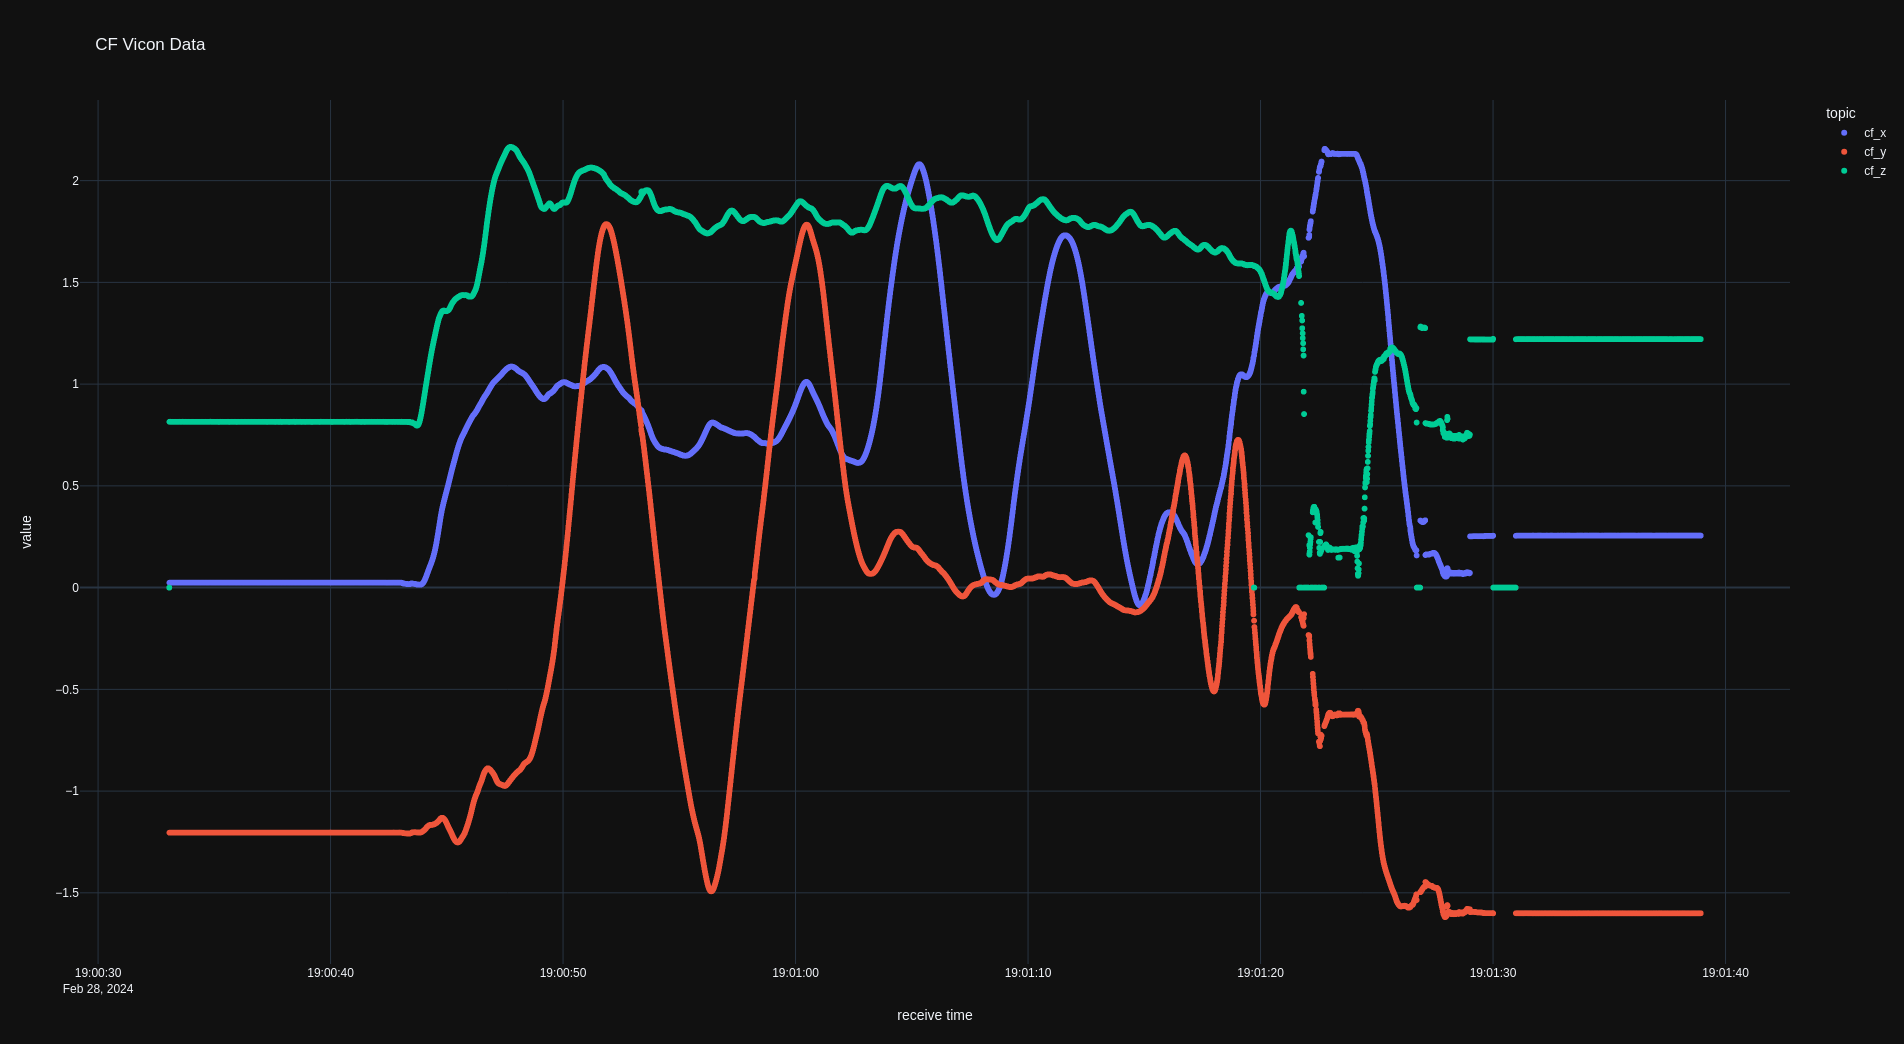 CF Vicon Data
topic
cf_x
cf_y
cf_z
2
1.5
1
0.5
0
−0.5
−1
−1.5
value
19:00:30
Feb 28, 2024
19:00:40
19:00:50
19:01:00
19:01:10
19:01:20
19:01:30
19:01:40
receive time